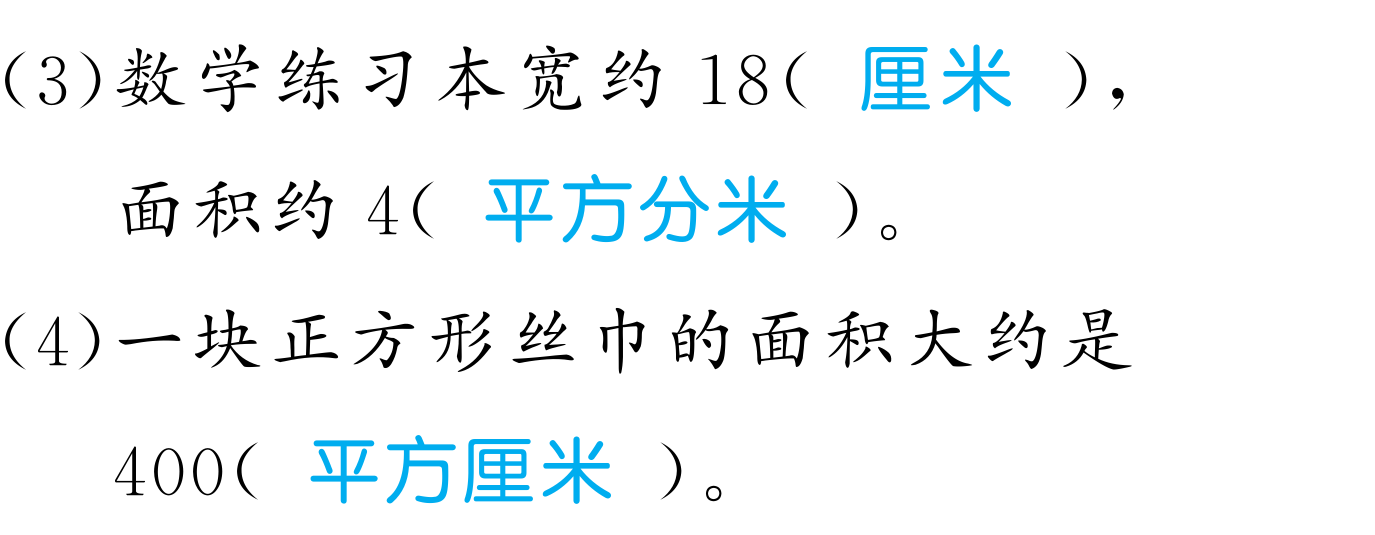 (3)数学练习本宽约18( 厘米 ),
面积约4( 平方分米 )。
(4)一块正方形丝巾的面积大约是
400( 平方厘米 )。